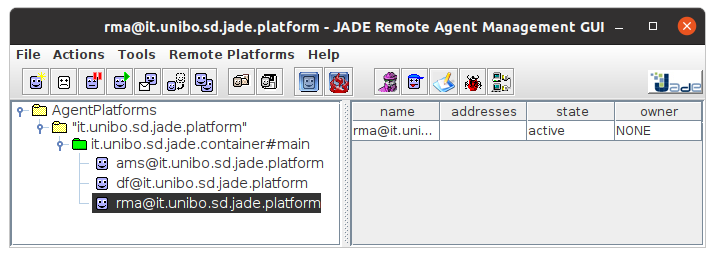 rma@it.unibo.sd.jade.platform - JADE Remote Agent Management GUI
File Actions Tools Remote Platforms Help
Jade
AgentPlatforms
"it.unibo.sd.jade.platform"
it.unibo.sd.jade.container#main
ams@it.unibo.sd.jade.platform
df@it.unibo.sd.jade.platform
rma@it.unibo.sd.jade.platform
name addresses state owner
rma@it.uni... active NONE